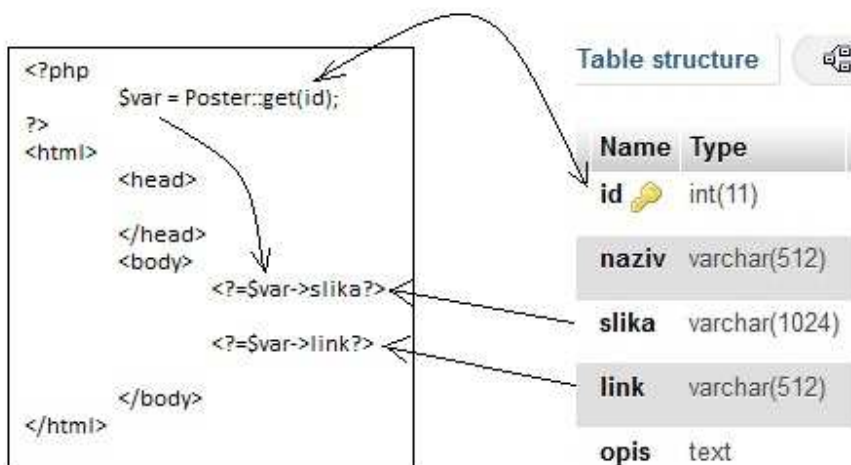 <?php
$var = Poster::get(id);
?>
<html>
<head>
</head>
<body>
<?=$var->slika?>
<?=$var->link?>
</body>
</html>
Table structure
Name Type
id int(11)
naziv varchar(512)
slika varchar(1024)
link varchar(512)
opis text